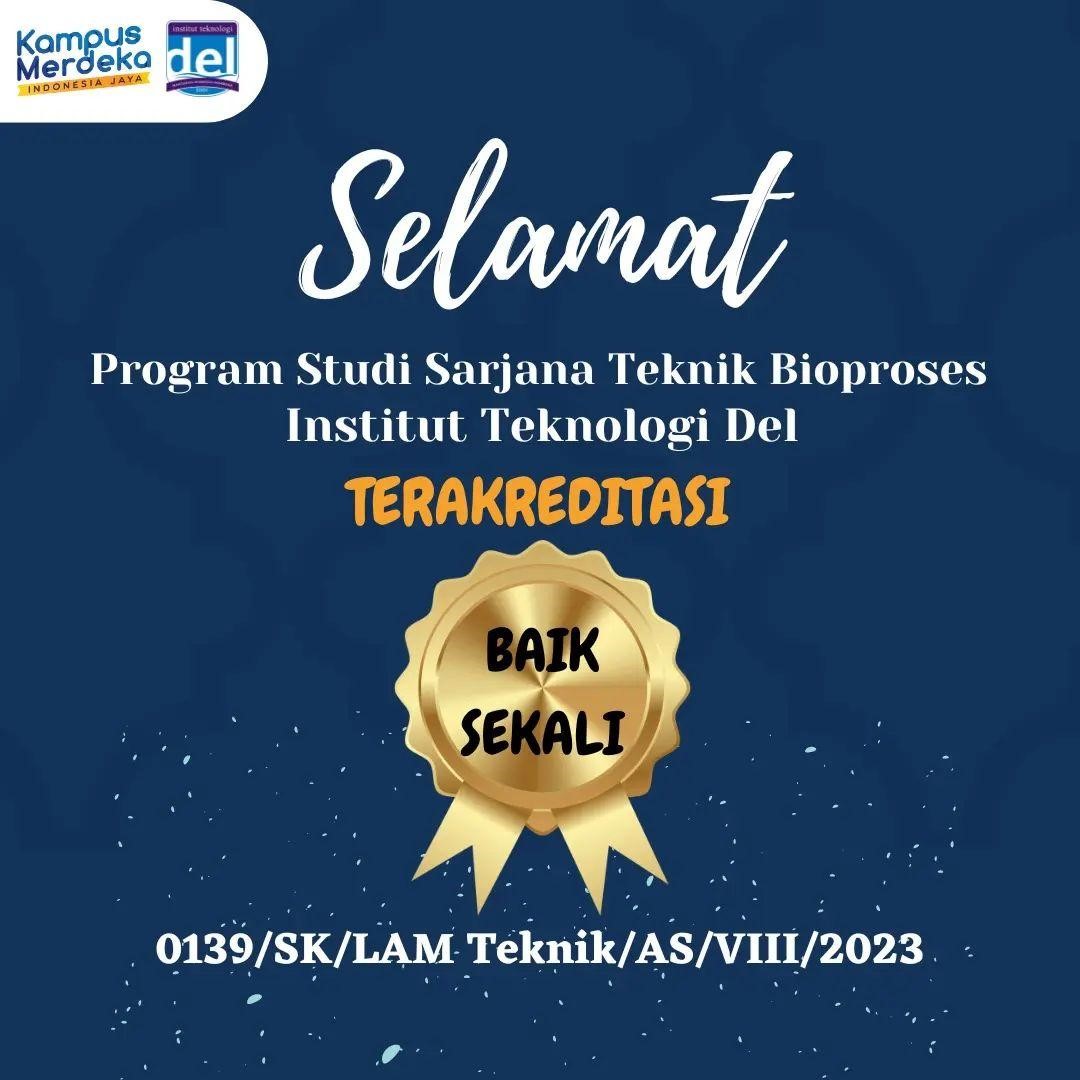 Kampus
Merdeka
INDONESIA JAYA
institut teknologi
del
Selamat
Program Studi Sarjana Teknik Bioproses
Institut Teknologi Del
TERAKREDITASI
BAIK
SEKALI
0139/SK/LAM Teknik/AS/VIII/2023